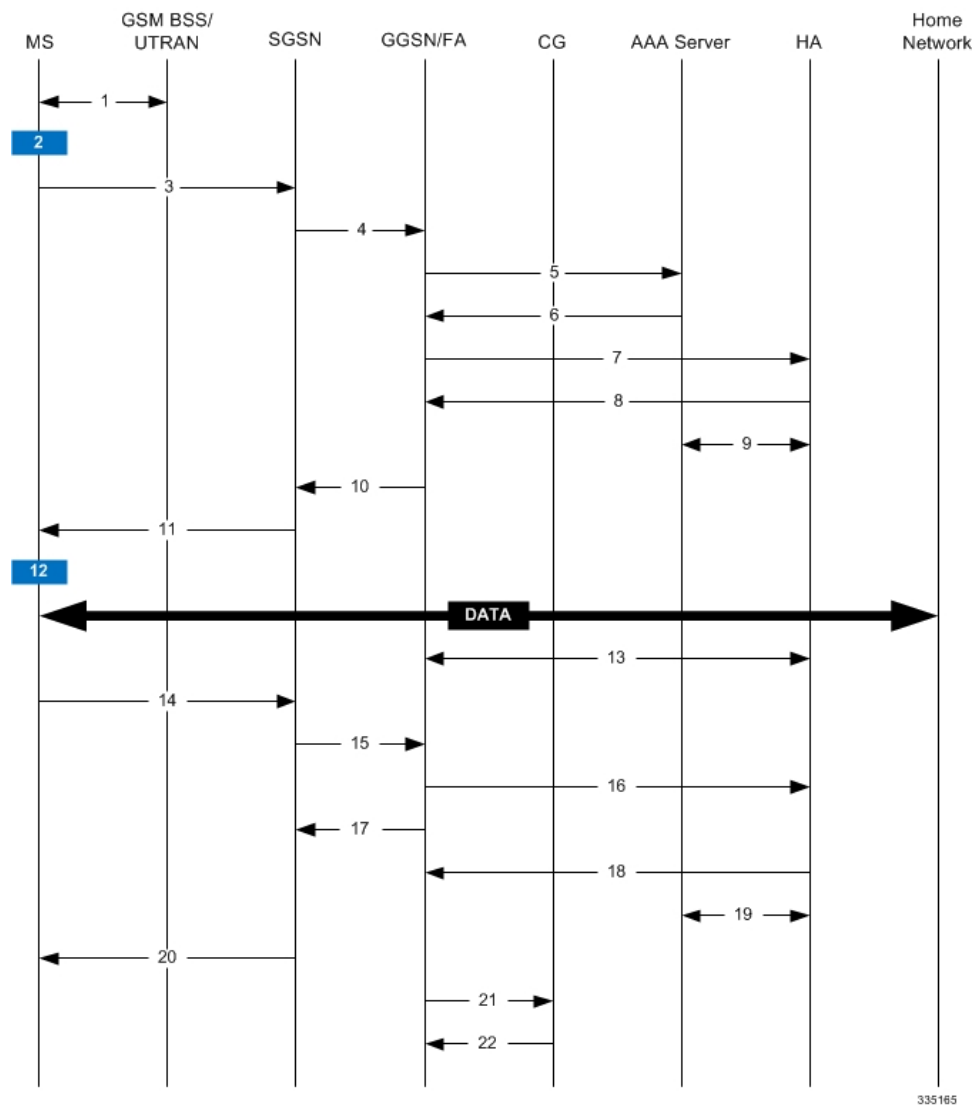 MS
GSM BSS/
UTRAN
SGSN
GGSN/FA
CG
AAA Server
HA
Home
Network
1
2
3
4
5
6
7
8
9
10
11
12
DATA
13
14
15
16
17
18
19
20
21
22
335165